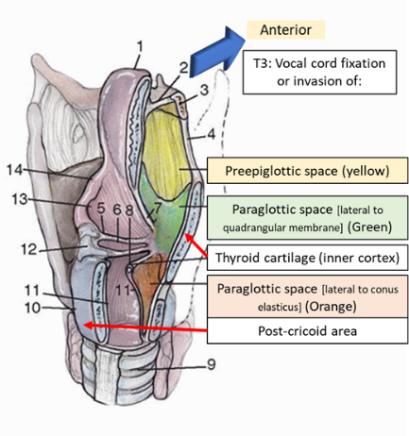 Anterior
T3: Vocal cord fixation
or invasion of:
1
2
3
4
Preepiglottic space (yellow)
14
13
5 6 8 7
Paraglottic space [lateral to
quadrangular membrane] (Green)
12
Thyroid cartilage (inner cortex)
11
11
10
Paraglottic space [lateral to conus
elasticus] (Orange)
Post-cricoid area
9